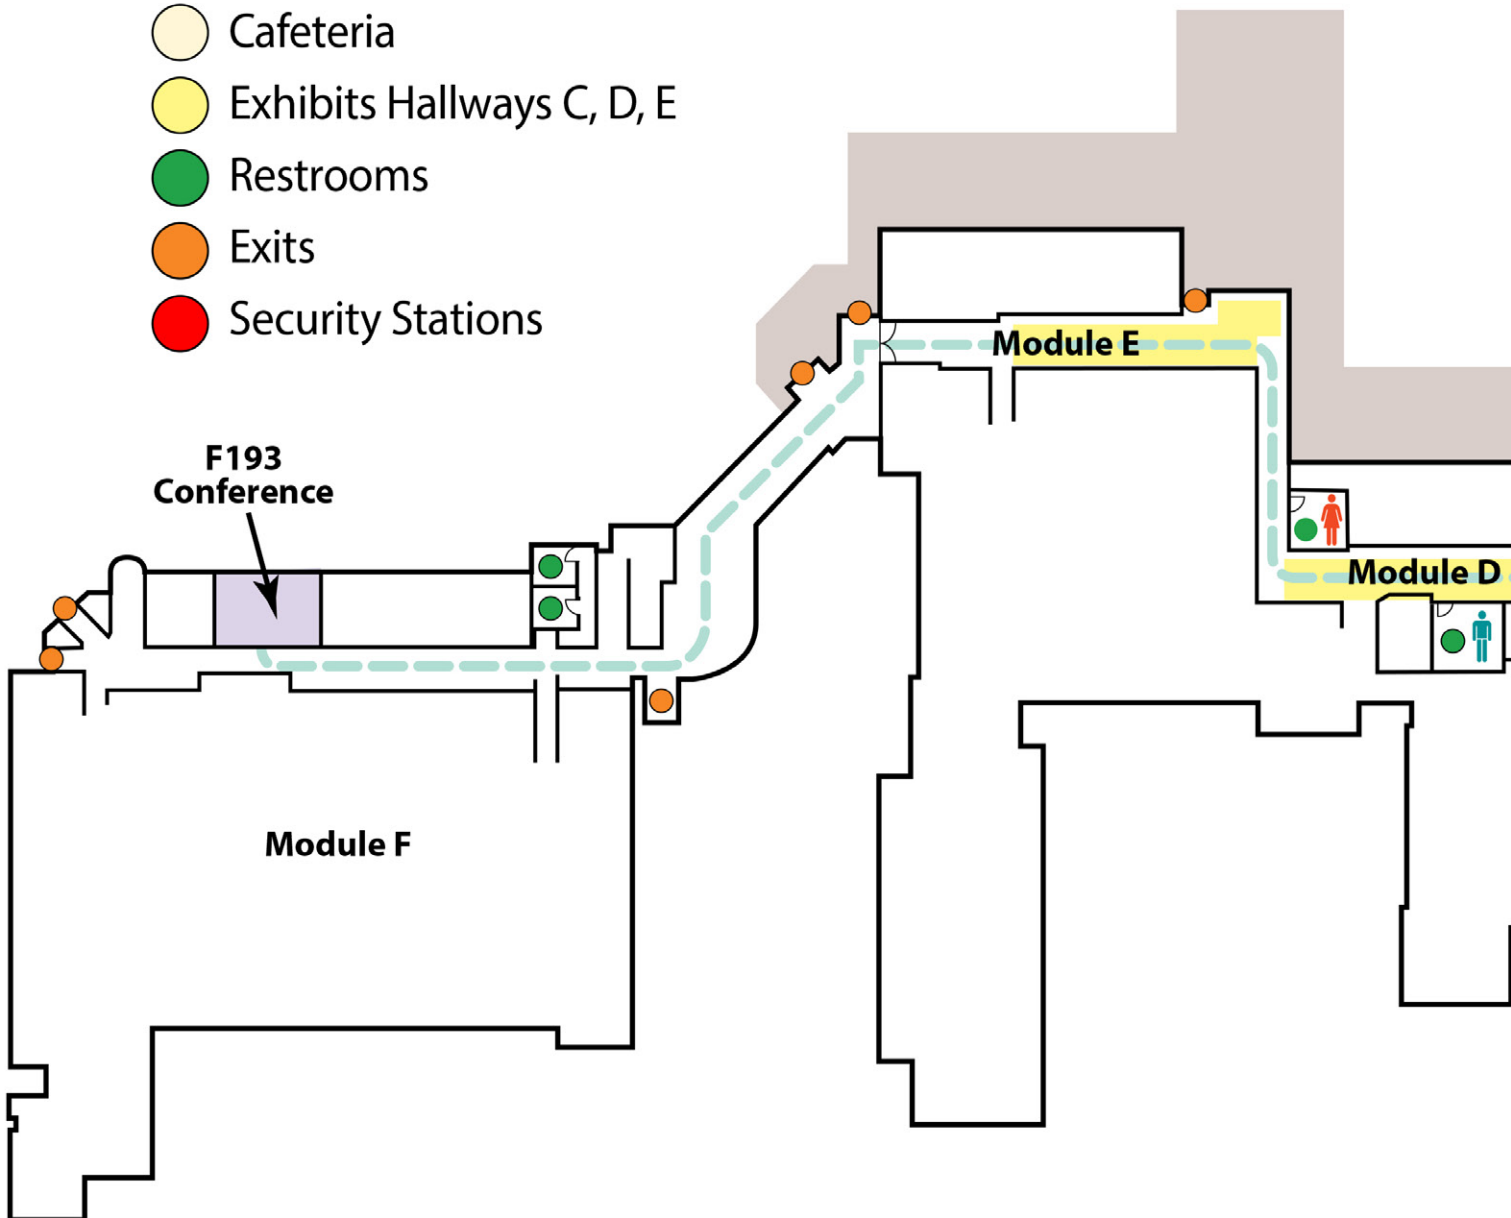 Cafeteria
Exhibits Hallways C, D, E
Restrooms
Exits
Security Stations
Module E
F193
Conference
Module D
Module F